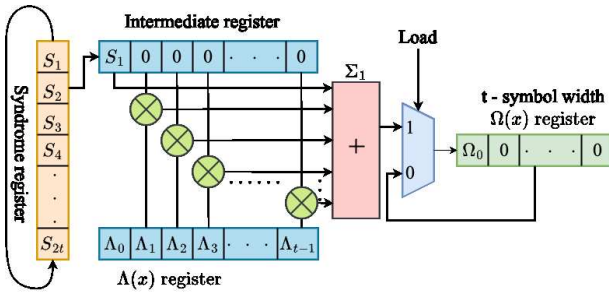 Intermediate register
Load
S₁ 0 0 0 · · · 0
Σ₁
t - symbol width
Ω(x) register
Syndrome register
S₁
S₂
S₃
S₄
·
·
·
S₂ₜ
+
1
0
Ω₀ 0 · · · 0
Λ₀ Λ₁ Λ₂ Λ₃ · · · Λₜ₋₁
Λ(x) register